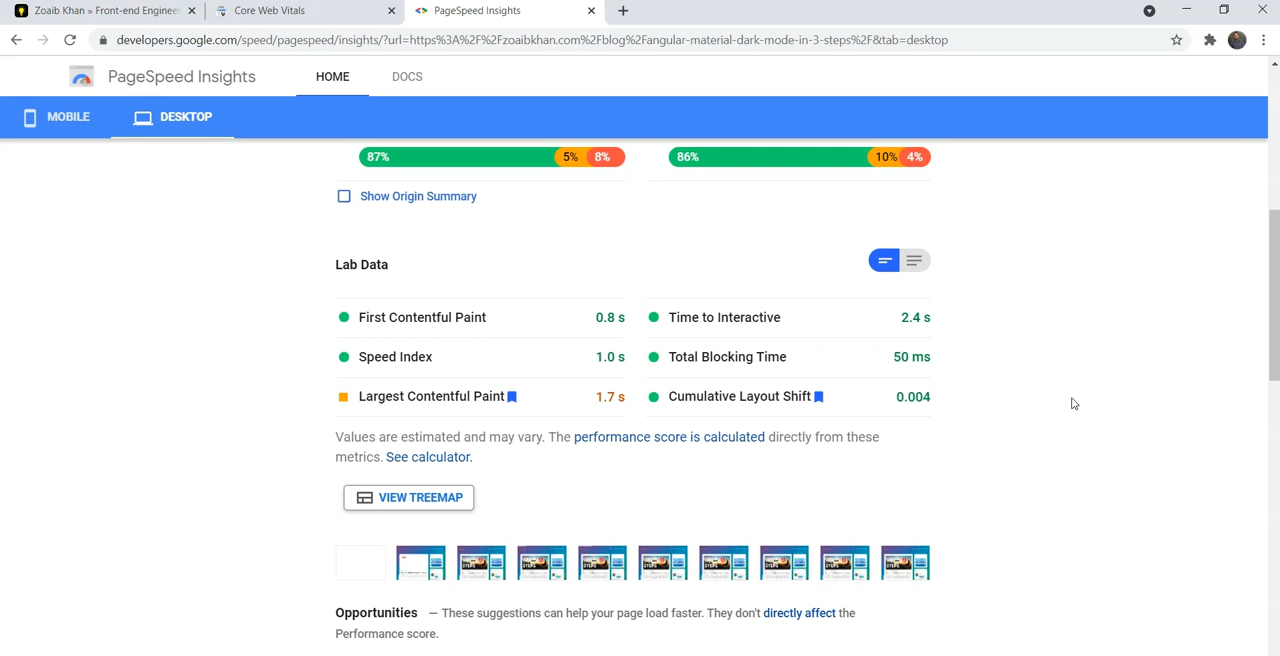 Zoaib Khan » Front-end Enginee
Core Web Vitals
PageSpeed Insights
developers.google.com/speed/pagespeed/insights/?url=https%3A%2F%2Fzoaibkhan.com%2Fblog%2Fangular-material-dark-mode-in-3-steps%2F&tab=desktop
PageSpeed Insights
HOME
DOCS
MOBILE
DESKTOP
87% 5% 8%
86% 10% 4%
Show Origin Summary
Lab Data
First Contentful Paint 0.8 s
Time to Interactive 2.4 s
Speed Index 1.0 s
Total Blocking Time 50 ms
Largest Contentful Paint 1.7 s
Cumulative Layout Shift 0.004
Values are estimated and may vary. The performance score is calculated directly from these
metrics. See calculator.
VIEW TREEMAP
Opportunities — These suggestions can help your page load faster. They don't directly affect the
Performance score.